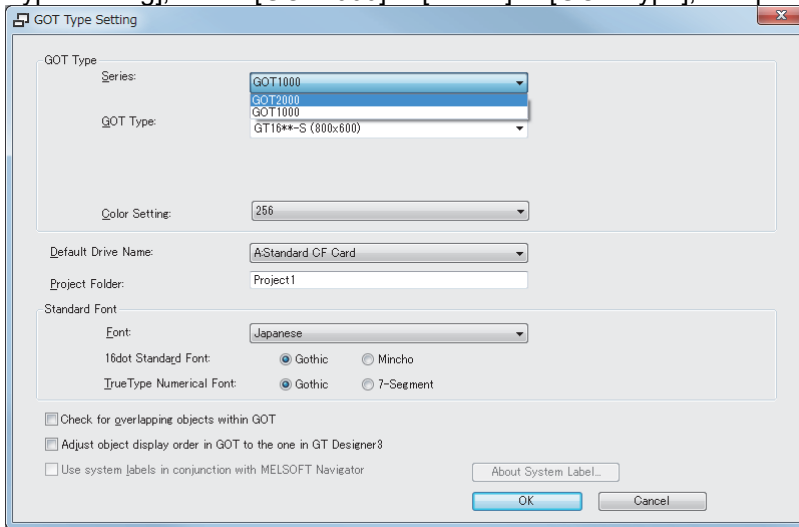 GOT Type Setting
GOT Type
Series:
GOT1000
GOT2000
GOT1000
GOT Type:
GT16**-S (800x600)
Color Setting:
256
Default Drive Name:
A:Standard CF Card
Project Folder:
Project1
Standard Font
Font:
Japanese
16dot Standard Font:
Gothic
Mincho
TrueType Numerical Font:
Gothic
7-Segment
Check for overlapping objects within GOT
Adjust object display order in GOT to the one in GT Designer3
Use system labels in conjunction with MELSOFT Navigator
About System Label...
OK
Cancel